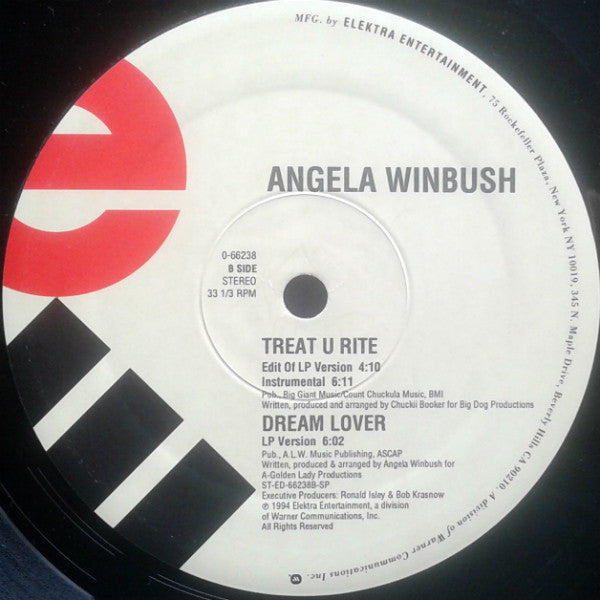 MFG. by ELEKTRA ENTERTAINMENT, 75 Rockefeller Plaza, New York NY 10019, 345 N. Maple Drive, Beverly Hills CA 90210. A division of Warner Communications Inc.
e
ANGELA WINBUSH
0-66238
B SIDE
STEREO
33 1/3 RPM
TREAT U RITE
Edit Of LP Version 4:10
Instrumental 6:11
Pub., Big Giant Music/Count Chuckula Music, BMI
Written, produced and arranged by Chuckii Booker for Big Dog Productions
DREAM LOVER
LP Version 6:02
Pub., A.L.W. Music Publishing, ASCAP
Written, produced & arranged by Angela Winbush for
A-Golden Lady Productions
ST-ED-66238B-SP
Executive Producers: Ronald Isley & Bob Krasnow
℗ 1994 Elektra Entertainment, a division
of Warner Communications, Inc.
All Rights Reserved